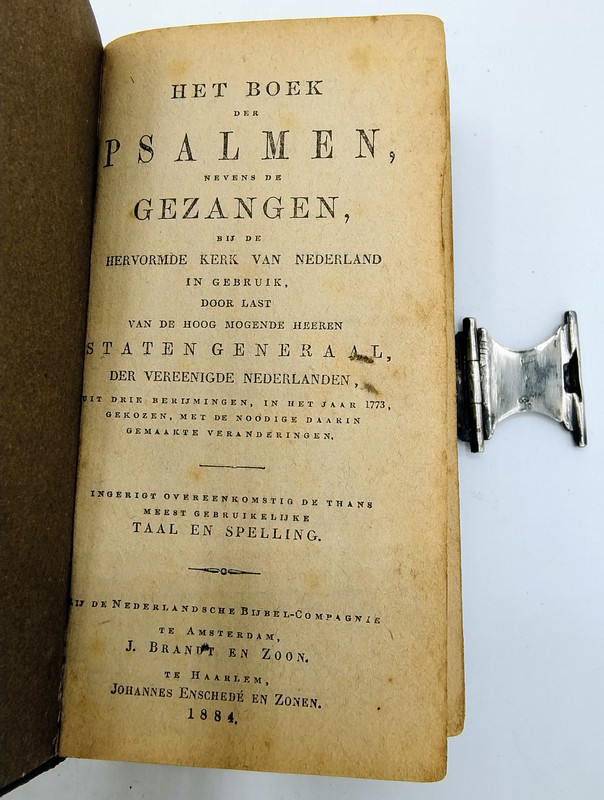 HET BOEK
DER
PSALMEN,
NEVENS DE
GEZANGEN,
BIJ DE
HERVORMDE KERK VAN NEDERLAND
IN GEBRUIK,
DOOR LAST
VAN DE HOOG MOGENDE HEEREN
STATEN GENERAAL,
DER VEREENIGDE NEDERLANDEN,
UIT DRIE BERIJMINGEN, IN HET JAAR 1773,
GEKOZEN, MET DE NOODIGE DAARIN
GEMAAKTE VERANDERINGEN.
INGERIGT OVEREENKOMSTIG DE THANS
MEEST GEBRUIKELIJKE
TAAL EN SPELLING.
BIJ DE NEDERLANDSCHE BIJBEL-COMPAGNIE
TE AMSTERDAM,
J. BRANDT EN ZOON.
TE HAARLEM,
JOHANNES ENSCHEDÉ EN ZONEN.
1884.